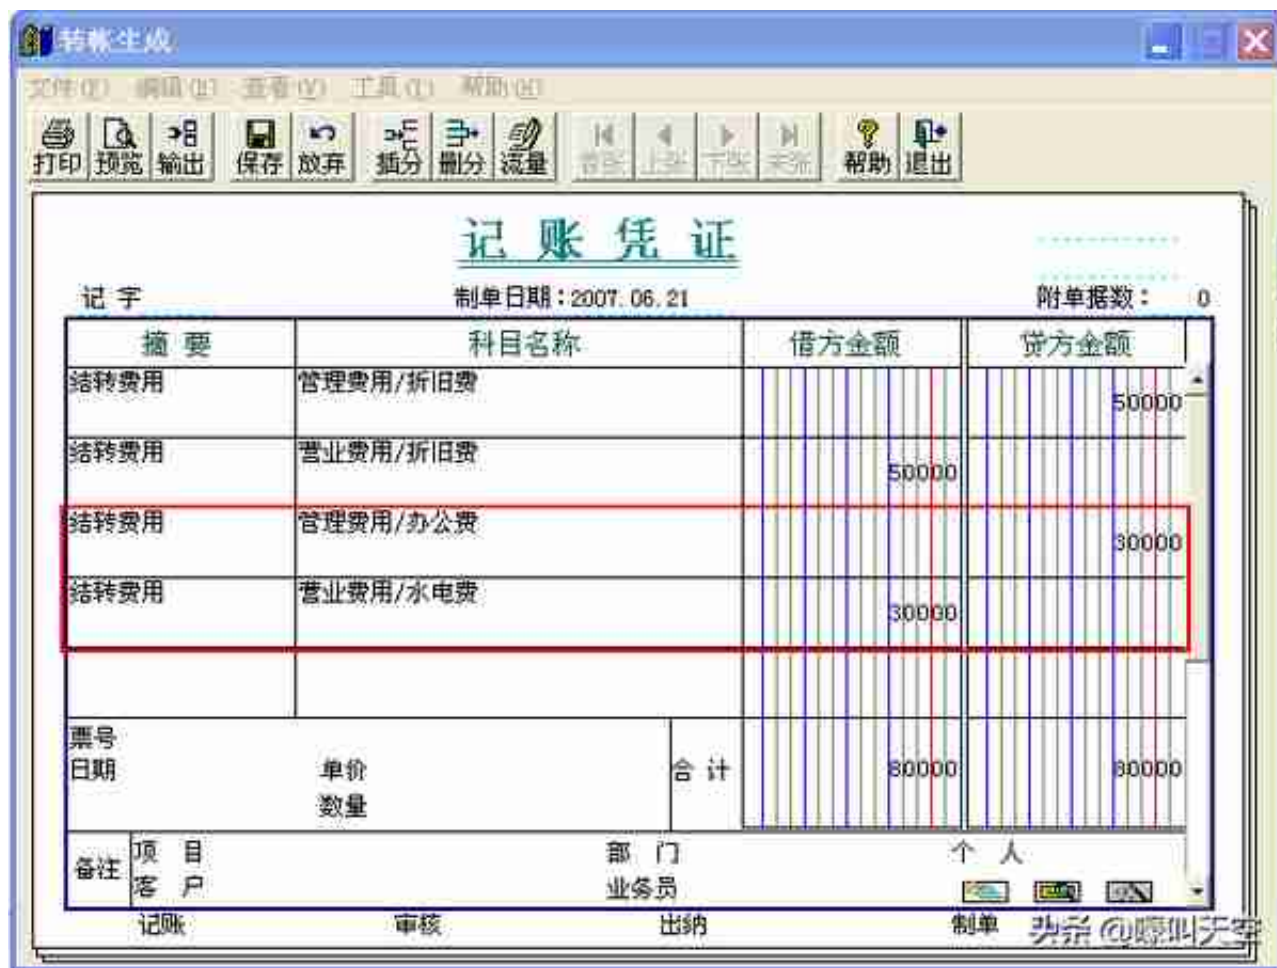 转帐生成
文件(F) 编辑(E) 查看(V) 工具(T) 帮助(H)
打印 预览 输出 保存 放弃 插分 删分 流量 首张 上张 下张 末张 帮助 退出
记 账 凭 证
记 字 制单日期：2007.06.21 附单据数： 0
摘 要 科目名称 借方金额 贷方金额
结转费用 管理费用/折旧费 50000
结转费用 营业费用/折旧费 50000
结转费用 管理费用/办公费 30000
结转费用 营业费用/水电费 30000
票号
日期 单价 合 计 80000 80000
数量
备注 项 目 部 门 个 人
客 户 业务员
记账 审核 出纳 制单
头条 @嚎叫天空